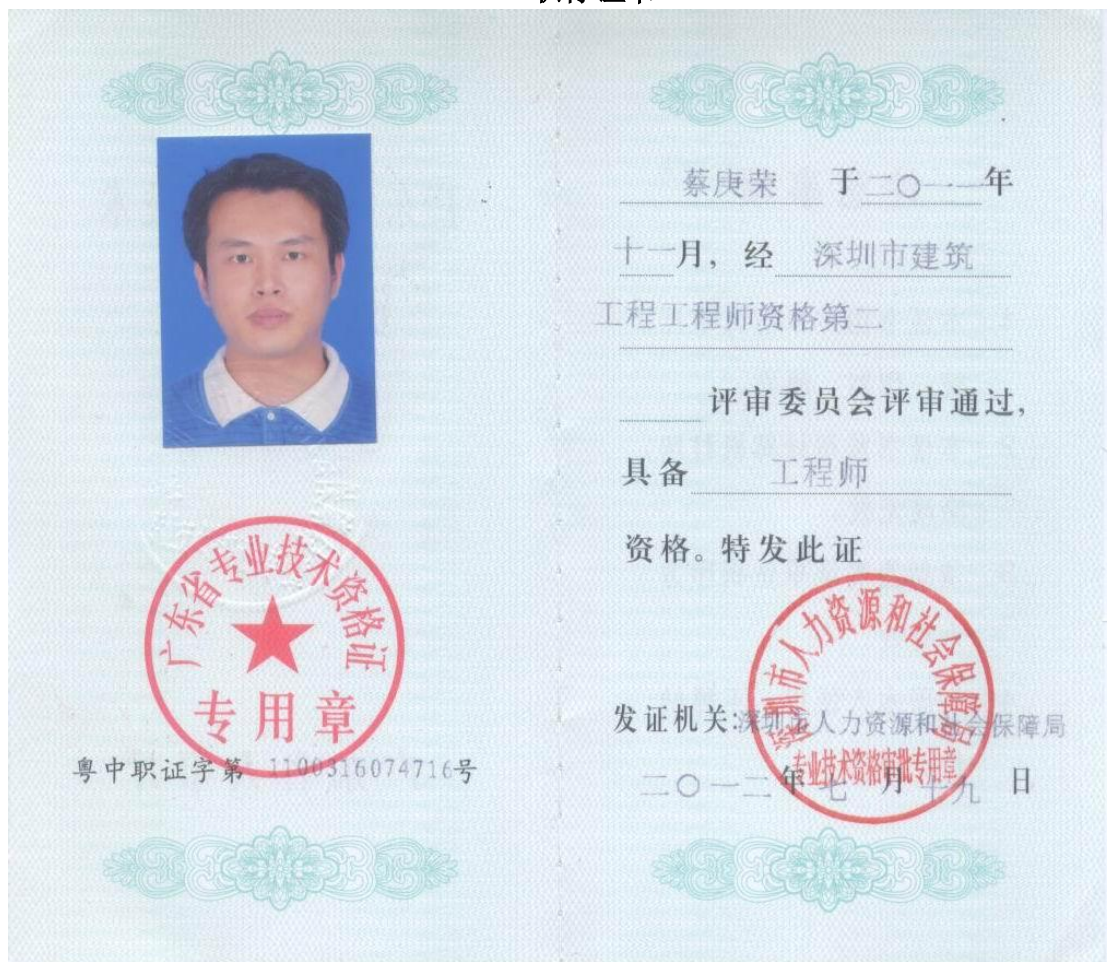 广东省专业技术资格证
专用章
粤中职证字第 1100316074716号
蔡庚荣 于二〇一一年
十一月，经 深圳市建筑
工程工程师资格第二
评审委员会评审通过，
具备 工程师
资格。特发此证
深圳市人力资源和社会保障局
专业技术资格审批专用章
发证机关:深圳市人力资源和社会保障局
二〇一二年七月十九日